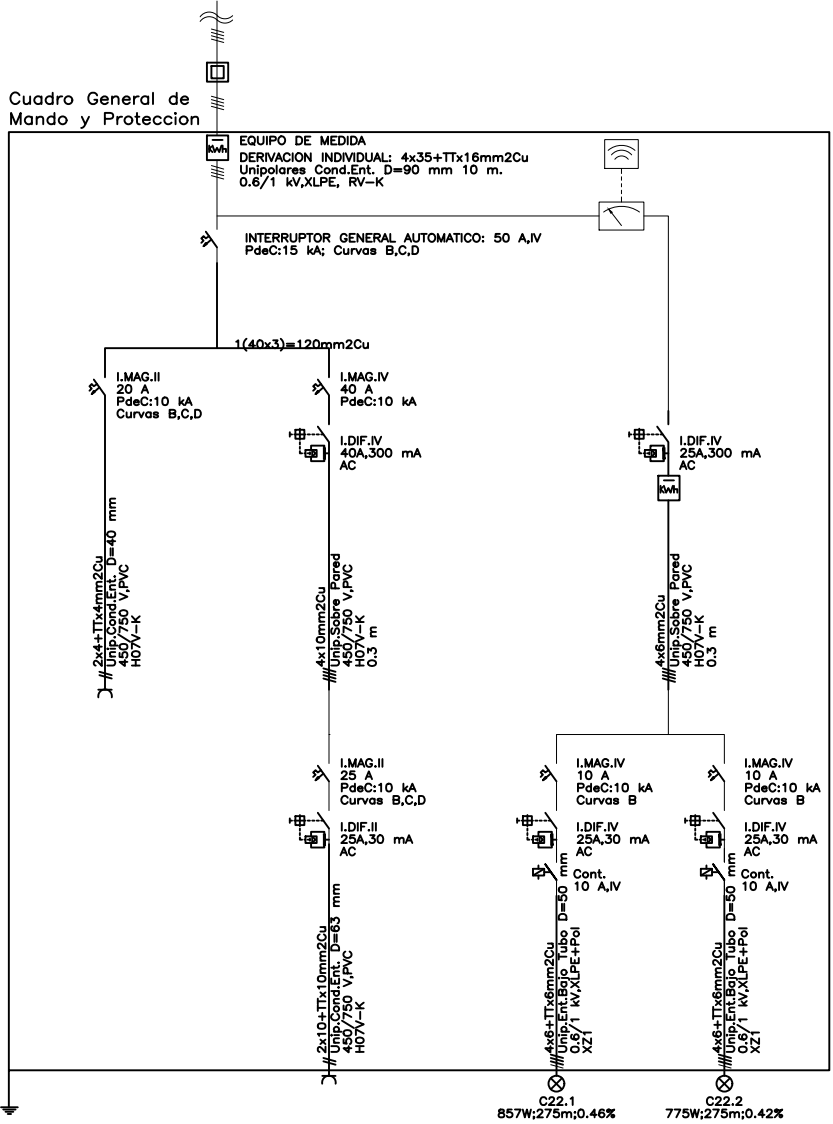 Cuadro General de
Mando y Proteccion
KWh
EQUIPO DE MEDIDA
DERIVACION INDIVIDUAL: 4x35+TTx16mm2Cu
Unipolares Cond.Ent. D=90 mm 10 m.
0.6/1 kV,XLPE, RV-K
INTERRUPTOR GENERAL AUTOMATICO: 50 A,IV
PdeC:15 kA; Curvas B,C,D
1(40x3)=120mm2Cu
I.MAG.II
20 A
PdeC:10 kA
Curvas B,C,D
I.MAG.IV
40 A
PdeC:10 kA
I.DIF.IV
40A,300 mA
AC
I.DIF.IV
25A,300 mA
AC
KWh
2x4+TTx4mm2Cu
Unip.Cond.Ent. D=40 mm
450/750 V,PVC
H07V-K
4x10mm2Cu
Unip.Sobre Pared
450/750 V,PVC
H07V-K
0.3 m
4x6mm2Cu
Unip.Sobre Pared
450/750 V,PVC
H07V-K
0.3 m
I.MAG.II
25 A
PdeC:10 kA
Curvas B,C,D
I.DIF.II
25A,30 mA
AC
I.MAG.IV
10 A
PdeC:10 kA
Curvas B
I.DIF.IV
25A,30 mA
AC
Cont.
10 A,IV
I.MAG.IV
10 A
PdeC:10 kA
Curvas B
I.DIF.IV
25A,30 mA
AC
Cont.
10 A,IV
2x10+TTx10mm2Cu
Unip.Cond.Ent. D=63 mm
450/750 V,PVC
H07V-K
4x6+TTx6mm2Cu
Unip.Ent.Bajo Tubo D=50 mm
0.6/1 kV,XLPE+Pol
XZ1
4x6+TTx6mm2Cu
Unip.Ent.Bajo Tubo D=50 mm
0.6/1 kV,XLPE+Pol
XZ1
C22.1
857W;275m;0.46%
C22.2
775W;275m;0.42%